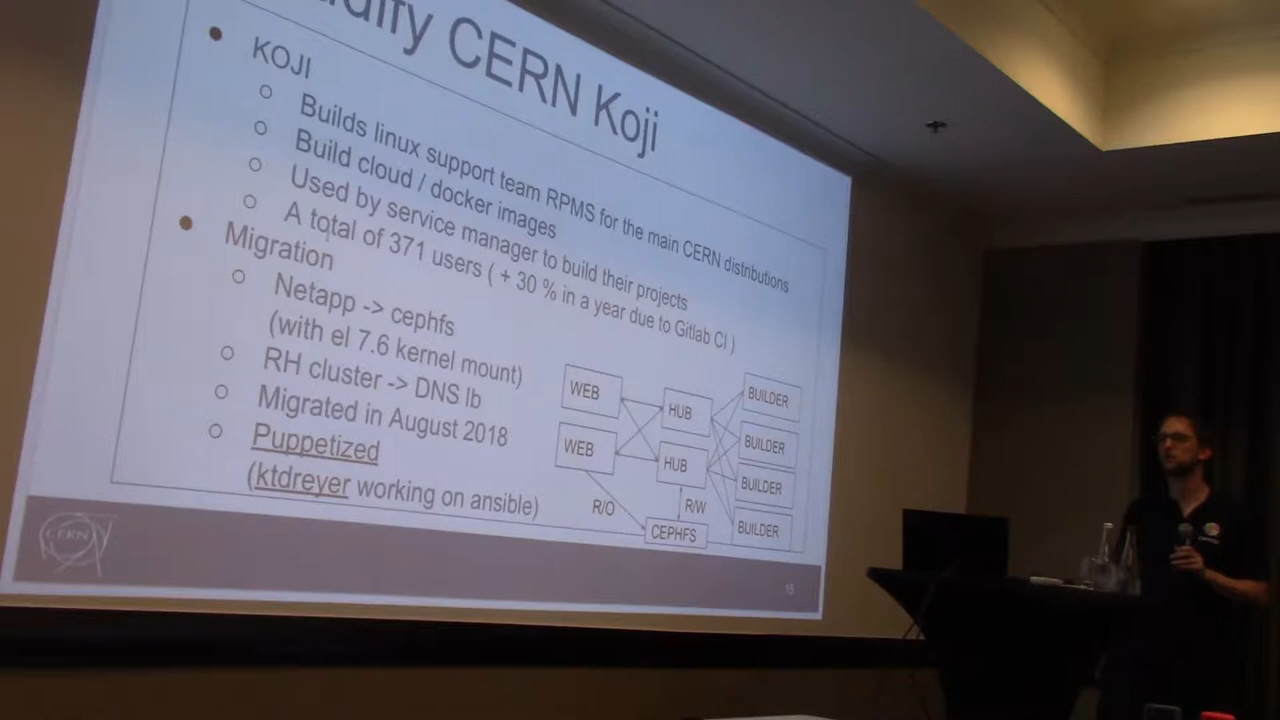 CERN Koji
KOJI
Builds linux support team RPMS for the main CERN distributions
Build cloud / docker images
Used by service manager to build their projects
A total of 371 users ( + 30 % in a year due to Gitlab CI )
Migration
Netapp -> cephfs
(with el 7.6 kernel mount)
RH cluster -> DNS lb
Migrated in August 2018
Puppetized
(ktdreyer working on ansible)
WEB
WEB
HUB
HUB
BUILDER
BUILDER
BUILDER
BUILDER
R/O
R/W
CEPHFS
CERN
15